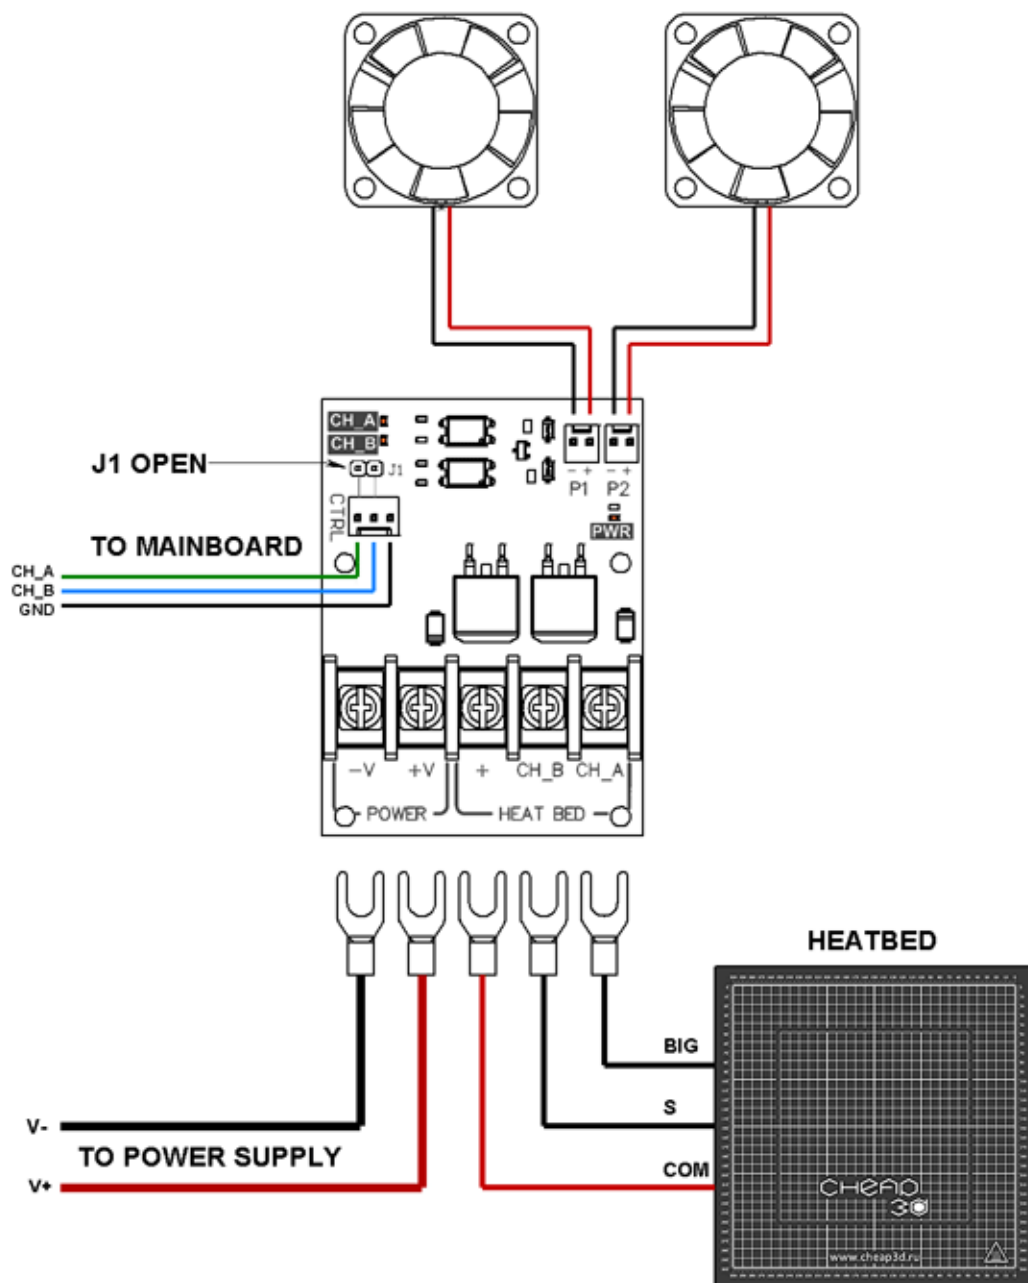 CH_A
CH_B
J1 OPEN
J1
CTRL
- +
- +
P1
P2
PWR
TO MAINBOARD
CH_A
CH_B
GND
-V
+V
+
CH_B
CH_A
POWER
HEAT BED
HEATBED
BIG
S
COM
V-
TO POWER SUPPLY
V+
CHEAP
3D
www.cheap3d.ru